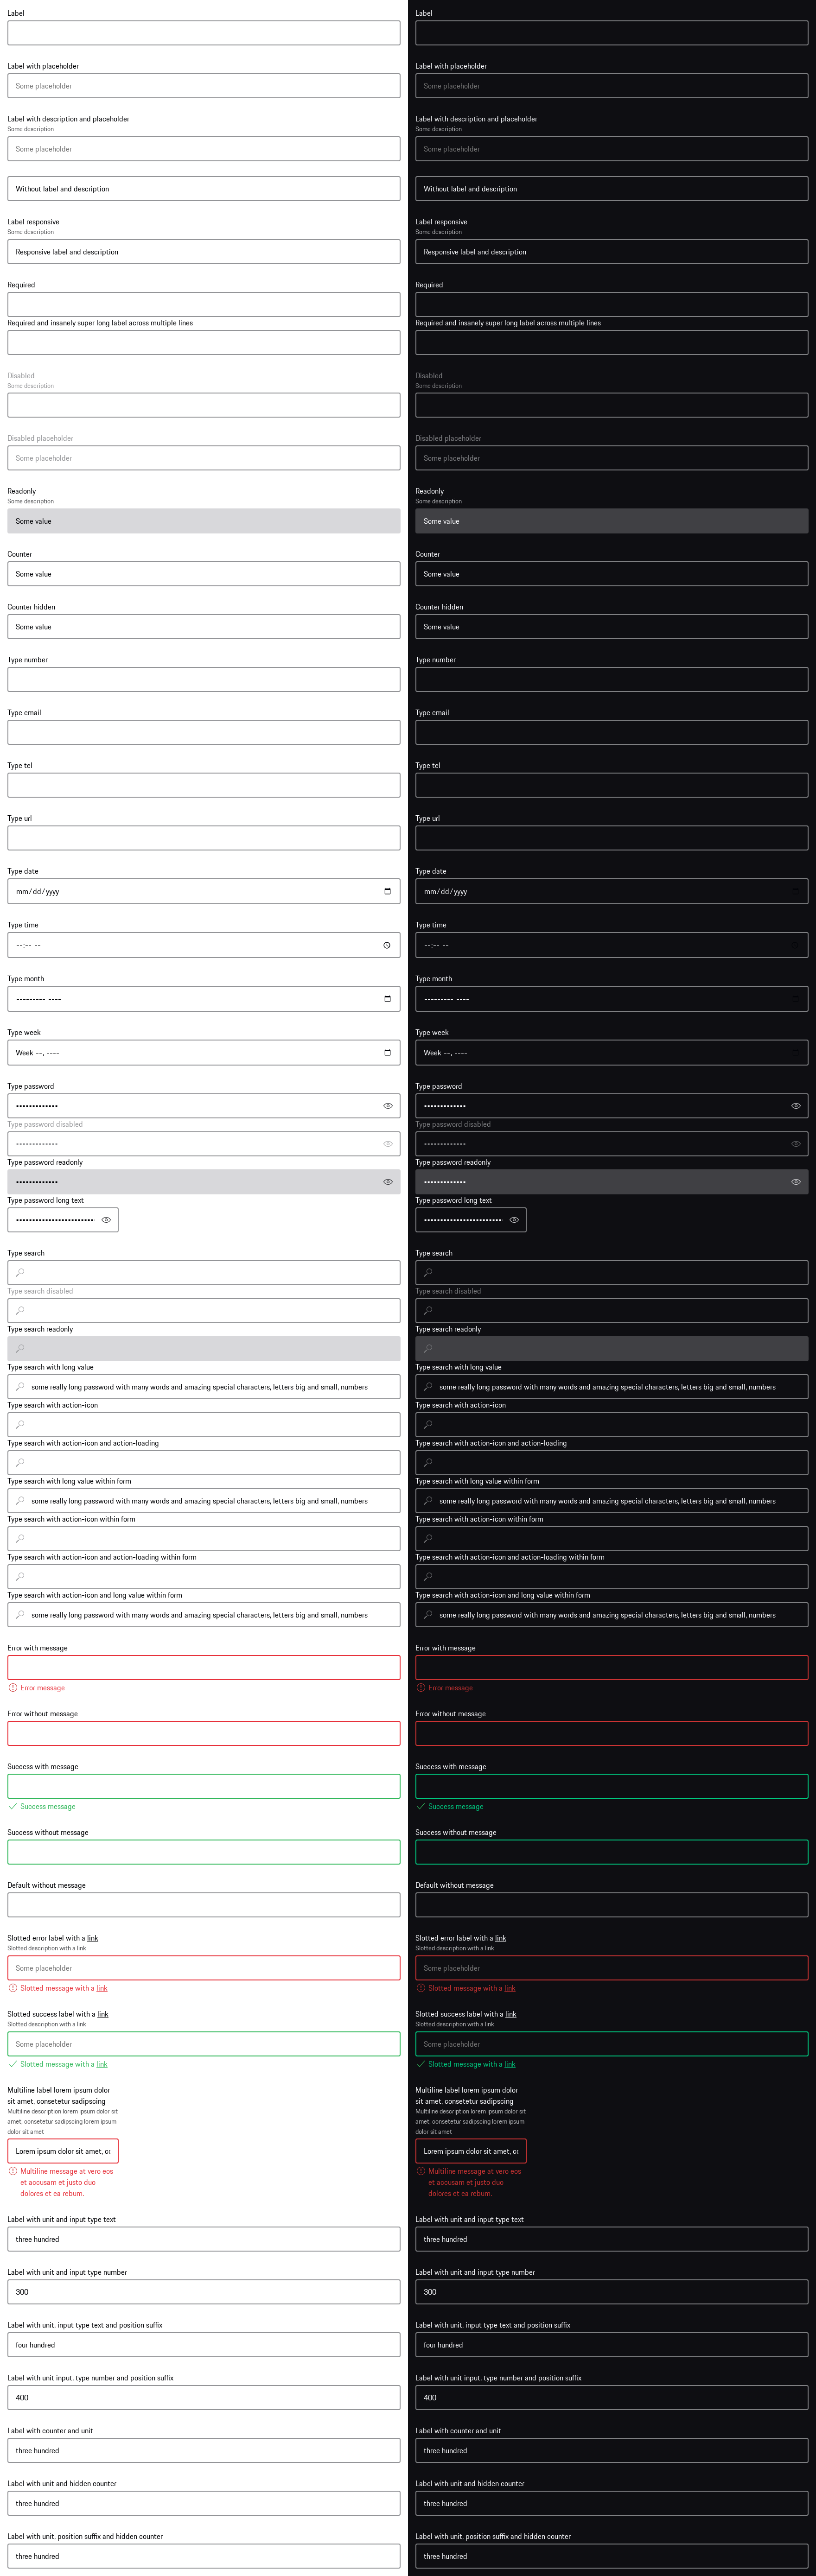 Label
Label with placeholder
Some placeholder
Label with description and placeholder
Some description
Some placeholder
Without label and description
Label responsive
Some description
Responsive label and description
Required
Required and insanely super long label across multiple lines
Disabled
Some description
Disabled placeholder
Some placeholder
Readonly
Some description
Some value
Counter
Some value
Counter hidden
Some value
Type number
Type email
Type tel
Type url
Type date
mm/dd/yyyy
Type time
--:-- --
Type month
--------- ----
Type week
Week --, ----
Type password
•••••••••••••
Type password disabled
•••••••••••••
Type password readonly
•••••••••••••
Type password long text
••••••••••••••••••••••••
Type search
Type search disabled
Type search readonly
Type search with long value
some really long password with many words and amazing special characters, letters big and small, numbers
Type search with action-icon
Type search with action-icon and action-loading
Type search with long value within form
some really long password with many words and amazing special characters, letters big and small, numbers
Type search with action-icon within form
Type search with action-icon and action-loading within form
Type search with action-icon and long value within form
some really long password with many words and amazing special characters, letters big and small, numbers
Error with message
Error message
Error without message
Success with message
Success message
Success without message
Default without message
Slotted error label with a link
Slotted description with a link
Some placeholder
Slotted message with a link
Slotted success label with a link
Slotted description with a link
Some placeholder
Slotted message with a link
Multiline label lorem ipsum dolor
sit amet, consetetur sadipscing
Multiline description lorem ipsum dolor sit
amet, consetetur sadipscing lorem ipsum
dolor sit amet
Lorem ipsum dolor sit amet, cc
Multiline message at vero eos
et accusam et justo duo
dolores et ea rebum.
Label with unit and input type text
three hundred
Label with unit and input type number
300
Label with unit, input type text and position suffix
four hundred
Label with unit input, type number and position suffix
400
Label with counter and unit
three hundred
Label with unit and hidden counter
three hundred
Label with unit, position suffix and hidden counter
three hundred
Label
Label with placeholder
Some placeholder
Label with description and placeholder
Some description
Some placeholder
Without label and description
Label responsive
Some description
Responsive label and description
Required
Required and insanely super long label across multiple lines
Disabled
Some description
Disabled placeholder
Some placeholder
Readonly
Some description
Some value
Counter
Some value
Counter hidden
Some value
Type number
Type email
Type tel
Type url
Type date
mm/dd/yyyy
Type time
--:-- --
Type month
--------- ----
Type week
Week --, ----
Type password
•••••••••••••
Type password disabled
•••••••••••••
Type password readonly
•••••••••••••
Type password long text
••••••••••••••••••••••••
Type search
Type search disabled
Type search readonly
Type search with long value
some really long password with many words and amazing special characters, letters big and small, numbers
Type search with action-icon
Type search with action-icon and action-loading
Type search with long value within form
some really long password with many words and amazing special characters, letters big and small, numbers
Type search with action-icon within form
Type search with action-icon and action-loading within form
Type search with action-icon and long value within form
some really long password with many words and amazing special characters, letters big and small, numbers
Error with message
Error message
Error without message
Success with message
Success message
Success without message
Default without message
Slotted error label with a link
Slotted description with a link
Some placeholder
Slotted message with a link
Slotted success label with a link
Slotted description with a link
Some placeholder
Slotted message with a link
Multiline label lorem ipsum dolor
sit amet, consetetur sadipscing
Multiline description lorem ipsum dolor sit
amet, consetetur sadipscing lorem ipsum
dolor sit amet
Lorem ipsum dolor sit amet, cc
Multiline message at vero eos
et accusam et justo duo
dolores et ea rebum.
Label with unit and input type text
three hundred
Label with unit and input type number
300
Label with unit, input type text and position suffix
four hundred
Label with unit input, type number and position suffix
400
Label with counter and unit
three hundred
Label with unit and hidden counter
three hundred
Label with unit, position suffix and hidden counter
three hundred